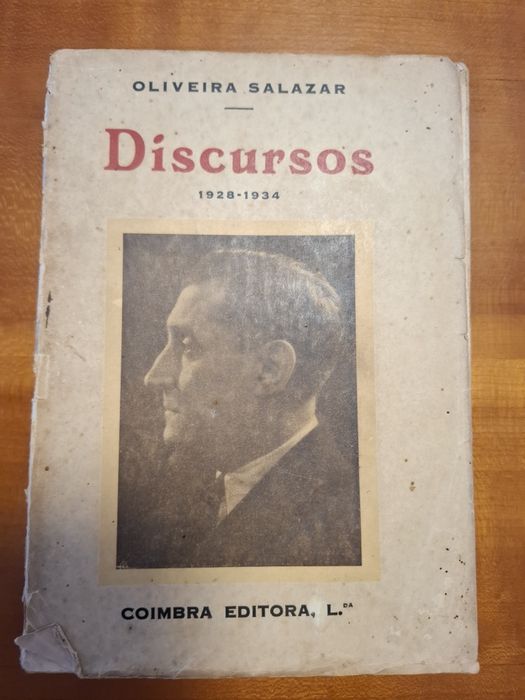 OLIVEIRA SALAZAR
Discursos
1928-1934
COIMBRA EDITORA, L.DA